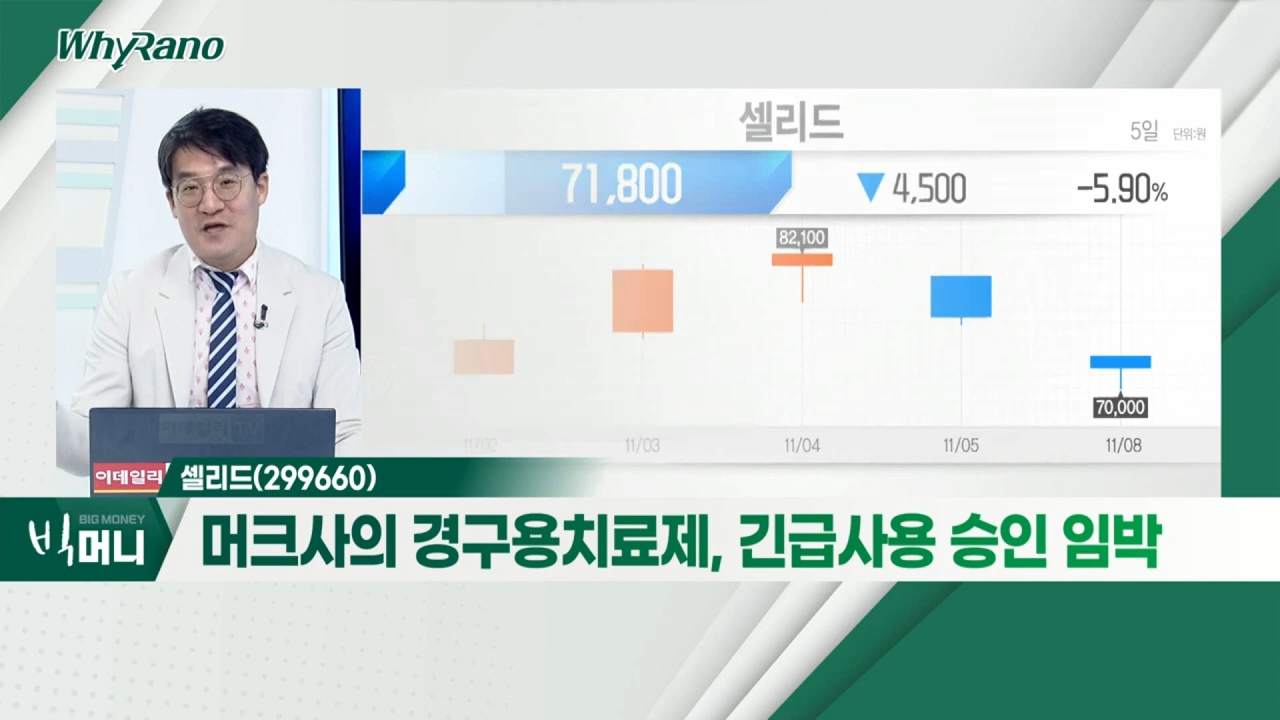 WhyRano
셀리드
5일 단위:원
71,800 ▼4,500 -5.90%
82,100
70,000
11/02 11/03 11/04 11/05 11/08
이데일리
셀리드(299660)
BIG MONEY
빅머니
머크사의 경구용치료제, 긴급사용 승인 임박